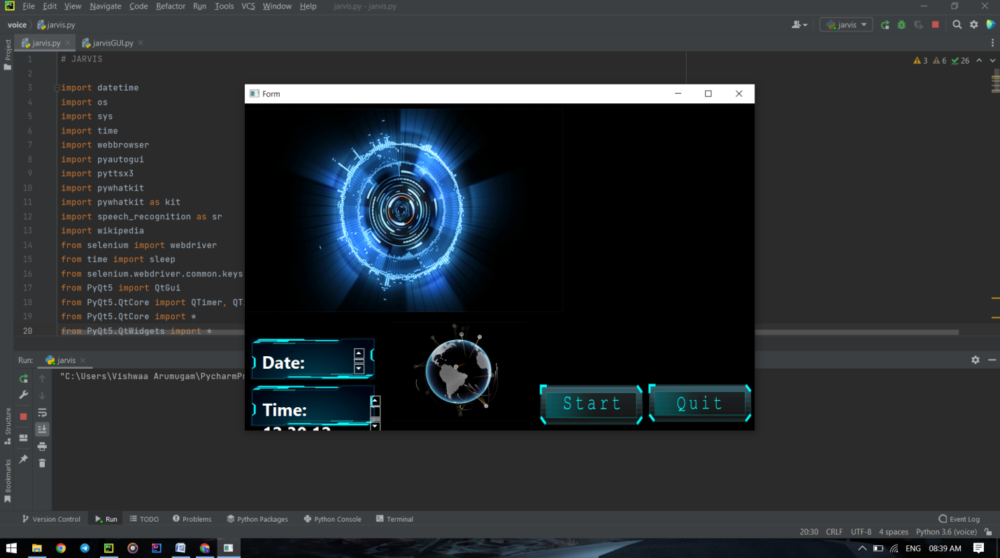 File Edit View Navigate Code Refactor Run Tools VCS Window Help jarvis.py - jarvis.py
voice jarvis.py jarvis
jarvis.py jarvisGUI.py
Project
3 6 26
1 # JARVIS
2
3 import datetime
4 import os
5 import sys
6 import time
7 import webbrowser
8 import pyautogui
9 import pyttsx3
10 import pywhatkit
11 import pywhatkit as kit
12 import speech_recognition as sr
13 import wikipedia
14 from selenium import webdriver
15 from time import sleep
16 from selenium.webdriver.common.keys
17 from PyQt5 import QtGui
18 from PyQt5.QtCore import QTimer,
19 from PyQt5.QtCore import *
20 from PyQt5.QtWidgets import *
Form
Date:
Time:
Start Quit
Run: jarvis
"C:\Users\Vishwaa Arumugam\PycharmPr
Structure
Bookmarks
Version Control Run TODO Problems Python Packages Python Console Terminal Event Log
20:30 CRLF UTF-8 4 spaces Python 3.6 (voice)
ENG 08:39 AM